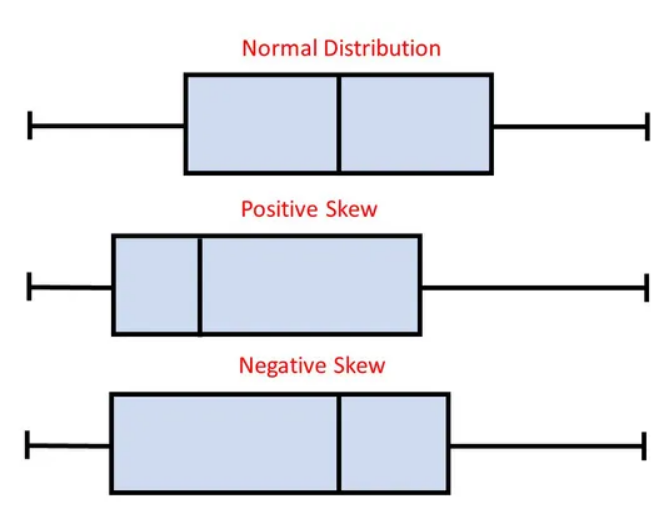 Normal Distribution
Positive Skew
Negative Skew